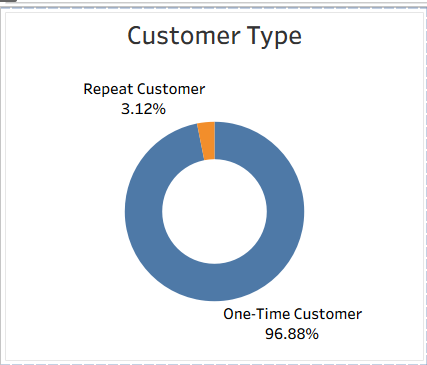 Customer Type
Repeat Customer
3.12%
One-Time Customer
96.88%